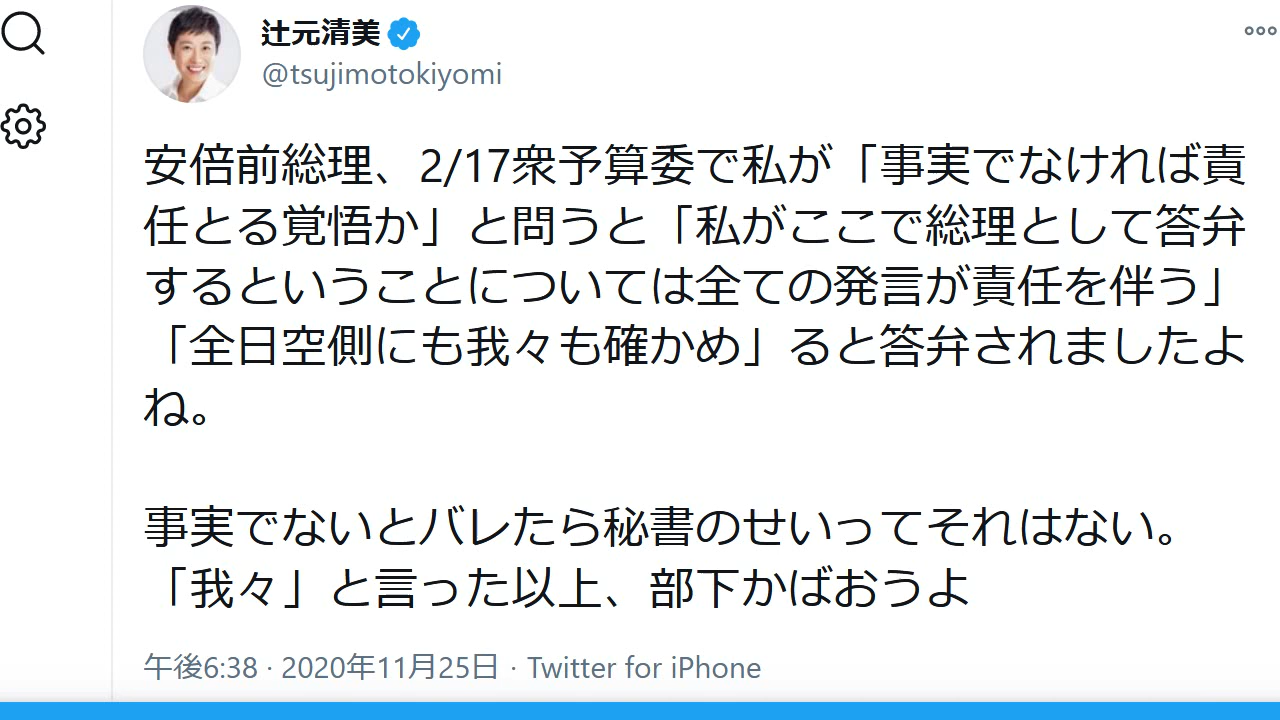 辻元清美
@tsujimotokiyomi
安倍前総理、2/17衆予算委で私が「事実でなければ責
任とる覚悟か」と問うと「私がここで総理として答弁
するということについては全ての発言が責任を伴う」
「全日空側にも我々も確かめ」ると答弁されましたよ
ね。
事実でないとバレたら秘書のせいってそれはない。
「我々」と言った以上、部下かばおうよ
午後6:38 · 2020年11月25日 · Twitter for iPhone